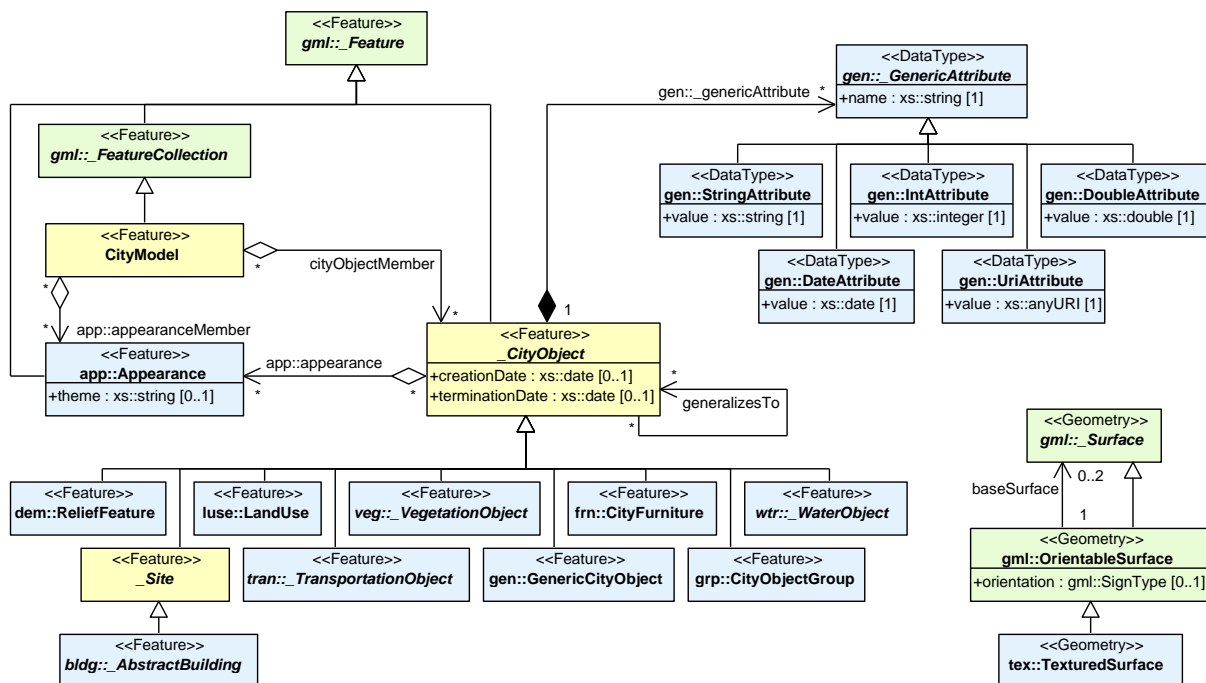 <<Feature>>
gml::_Feature
<<DataType>>
gen::_GenericAttribute
+name : xs::string [1]
gen::_genericAttribute
*
<<Feature>>
gml::_FeatureCollection
<<DataType>>
gen::StringAttribute
+value : xs::string [1]
<<DataType>>
gen::IntAttribute
+value : xs::integer [1]
<<DataType>>
gen::DoubleAttribute
+value : xs::double [1]
<<Feature>>
CityModel
*
cityObjectMember
*
<<DataType>>
gen::DateAttribute
+value : xs::date [1]
<<DataType>>
gen::UriAttribute
+value : xs::anyURI [1]
*
*
app::appearanceMember
1
<<Feature>>
app::Appearance
+theme : xs::string [0..1]
app::appearance
*
*
<<Feature>>
_CityObject
+creationDate : xs::date [0..1]
+terminationDate : xs::date [0..1]
*
generalizesTo
*
<<Geometry>>
gml::_Surface
baseSurface
0..2
1
<<Feature>>
dem::ReliefFeature
<<Feature>>
luse::LandUse
<<Feature>>
veg::_VegetationObject
<<Feature>>
frn::CityFurniture
<<Feature>>
wtr::_WaterObject
<<Geometry>>
gml::OrientableSurface
+orientation : gml::SignType [0..1]
<<Feature>>
_Site
<<Feature>>
tran::_TransportationObject
<<Feature>>
gen::GenericCityObject
<<Feature>>
grp::CityObjectGroup
<<Feature>>
bldg::_AbstractBuilding
<<Geometry>>
tex::TexturedSurface